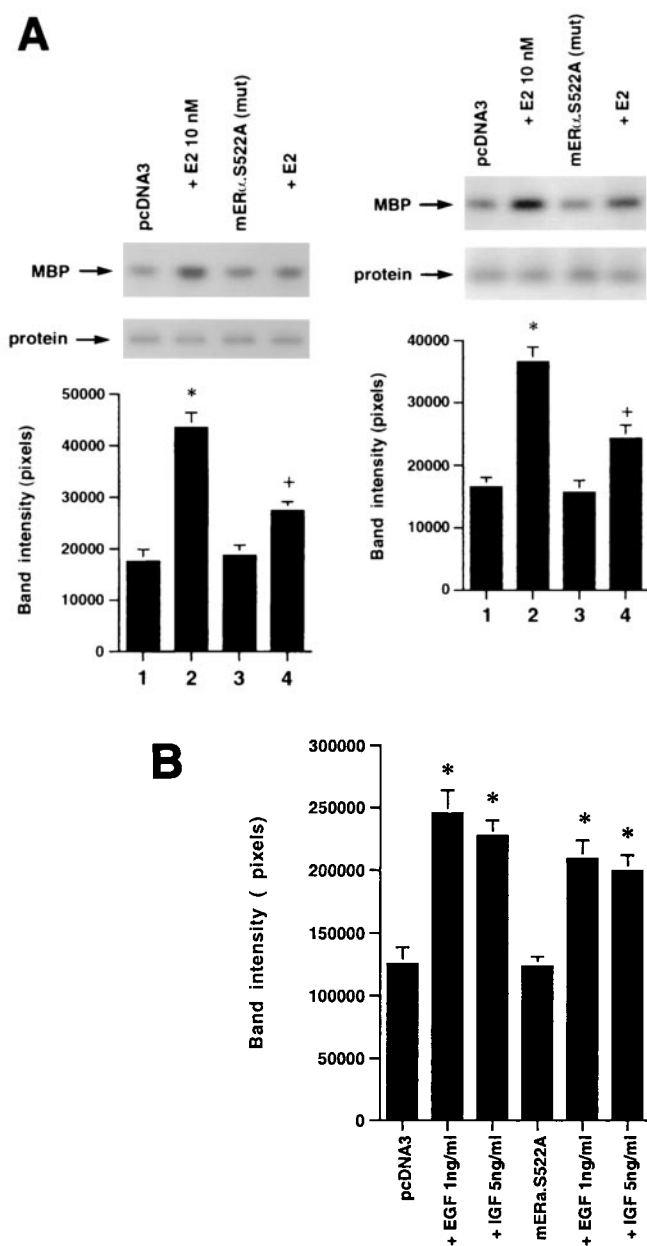 A
pcDNA3
+ E2 10 nM
mERα.S522A (mut)
+ E2
MBP
protein
Band intensity (pixels)
50000
40000
30000
20000
10000
0
*
+
1 2 3 4
pcDNA3
+ E2 10 nM
mERα.S522A (mut)
+ E2
MBP
protein
Band intensity (pixels)
40000
30000
20000
10000
0
*
+
1 2 3 4
B
Band intensity ( pixels)
300000
250000
200000
150000
100000
50000
0
* * * *
pcDNA3
+ EGF 1ng/ml
+ IGF 5ng/ml
mERa.S522A
+ EGF 1ng/ml
+ IGF 5ng/ml